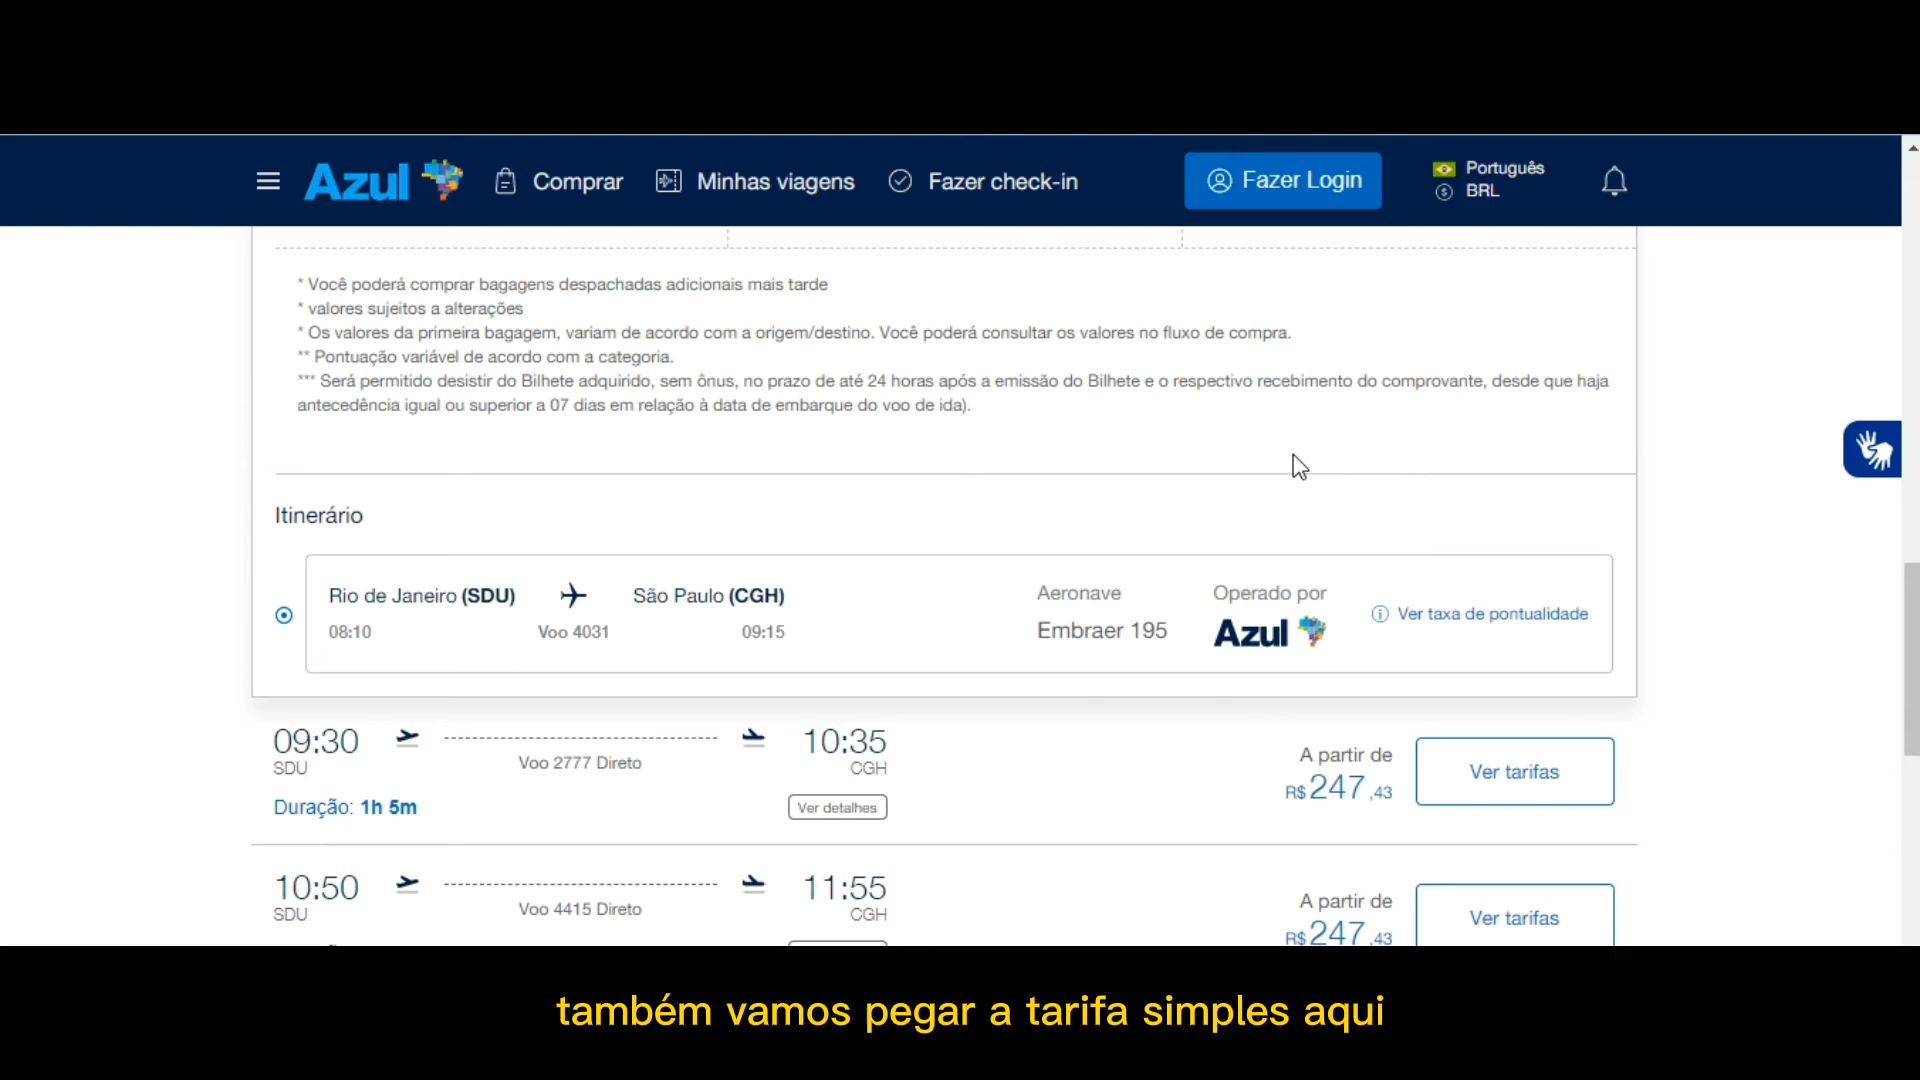 Azul
Comprar
Minhas viagens
Fazer check-in
Fazer Login
Português
BRL
* Você poderá comprar bagagens despachadas adicionais mais tarde
* valores sujeitos a alterações
* Os valores da primeira bagagem, variam de acordo com a origem/destino. Você poderá consultar os valores no fluxo de compra.
** Pontuação variável de acordo com a categoria.
*** Será permitido desistir do Bilhete adquirido, sem ônus, no prazo de até 24 horas após a emissão do Bilhete e o respectivo recebimento do comprovante, desde que haja
antecedência igual ou superior a 07 dias em relação à data de embarque do voo de ida).
Itinerário
Rio de Janeiro (SDU) São Paulo (CGH)
08:10 Voo 4031 09:15
Aeronave
Embraer 195
Operado por
Azul
Ver taxa de pontualidade
09:30 10:35
SDU Voo 2777 Direto CGH
Duração: 1h 5m
Ver detalhes
A partir de
R$ 247,43
Ver tarifas
10:50 11:55
SDU Voo 4415 Direto CGH
A partir de
R$ 247,43
Ver tarifas
também vamos pegar a tarifa simples aqui